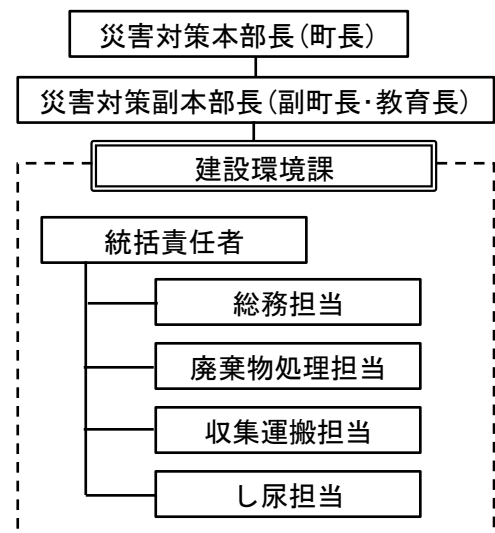 災害対策本部長(町長)
災害対策副本部長(副町長・教育長)
建設環境課
統括責任者
総務担当
廃棄物処理担当
収集運搬担当
し尿担当